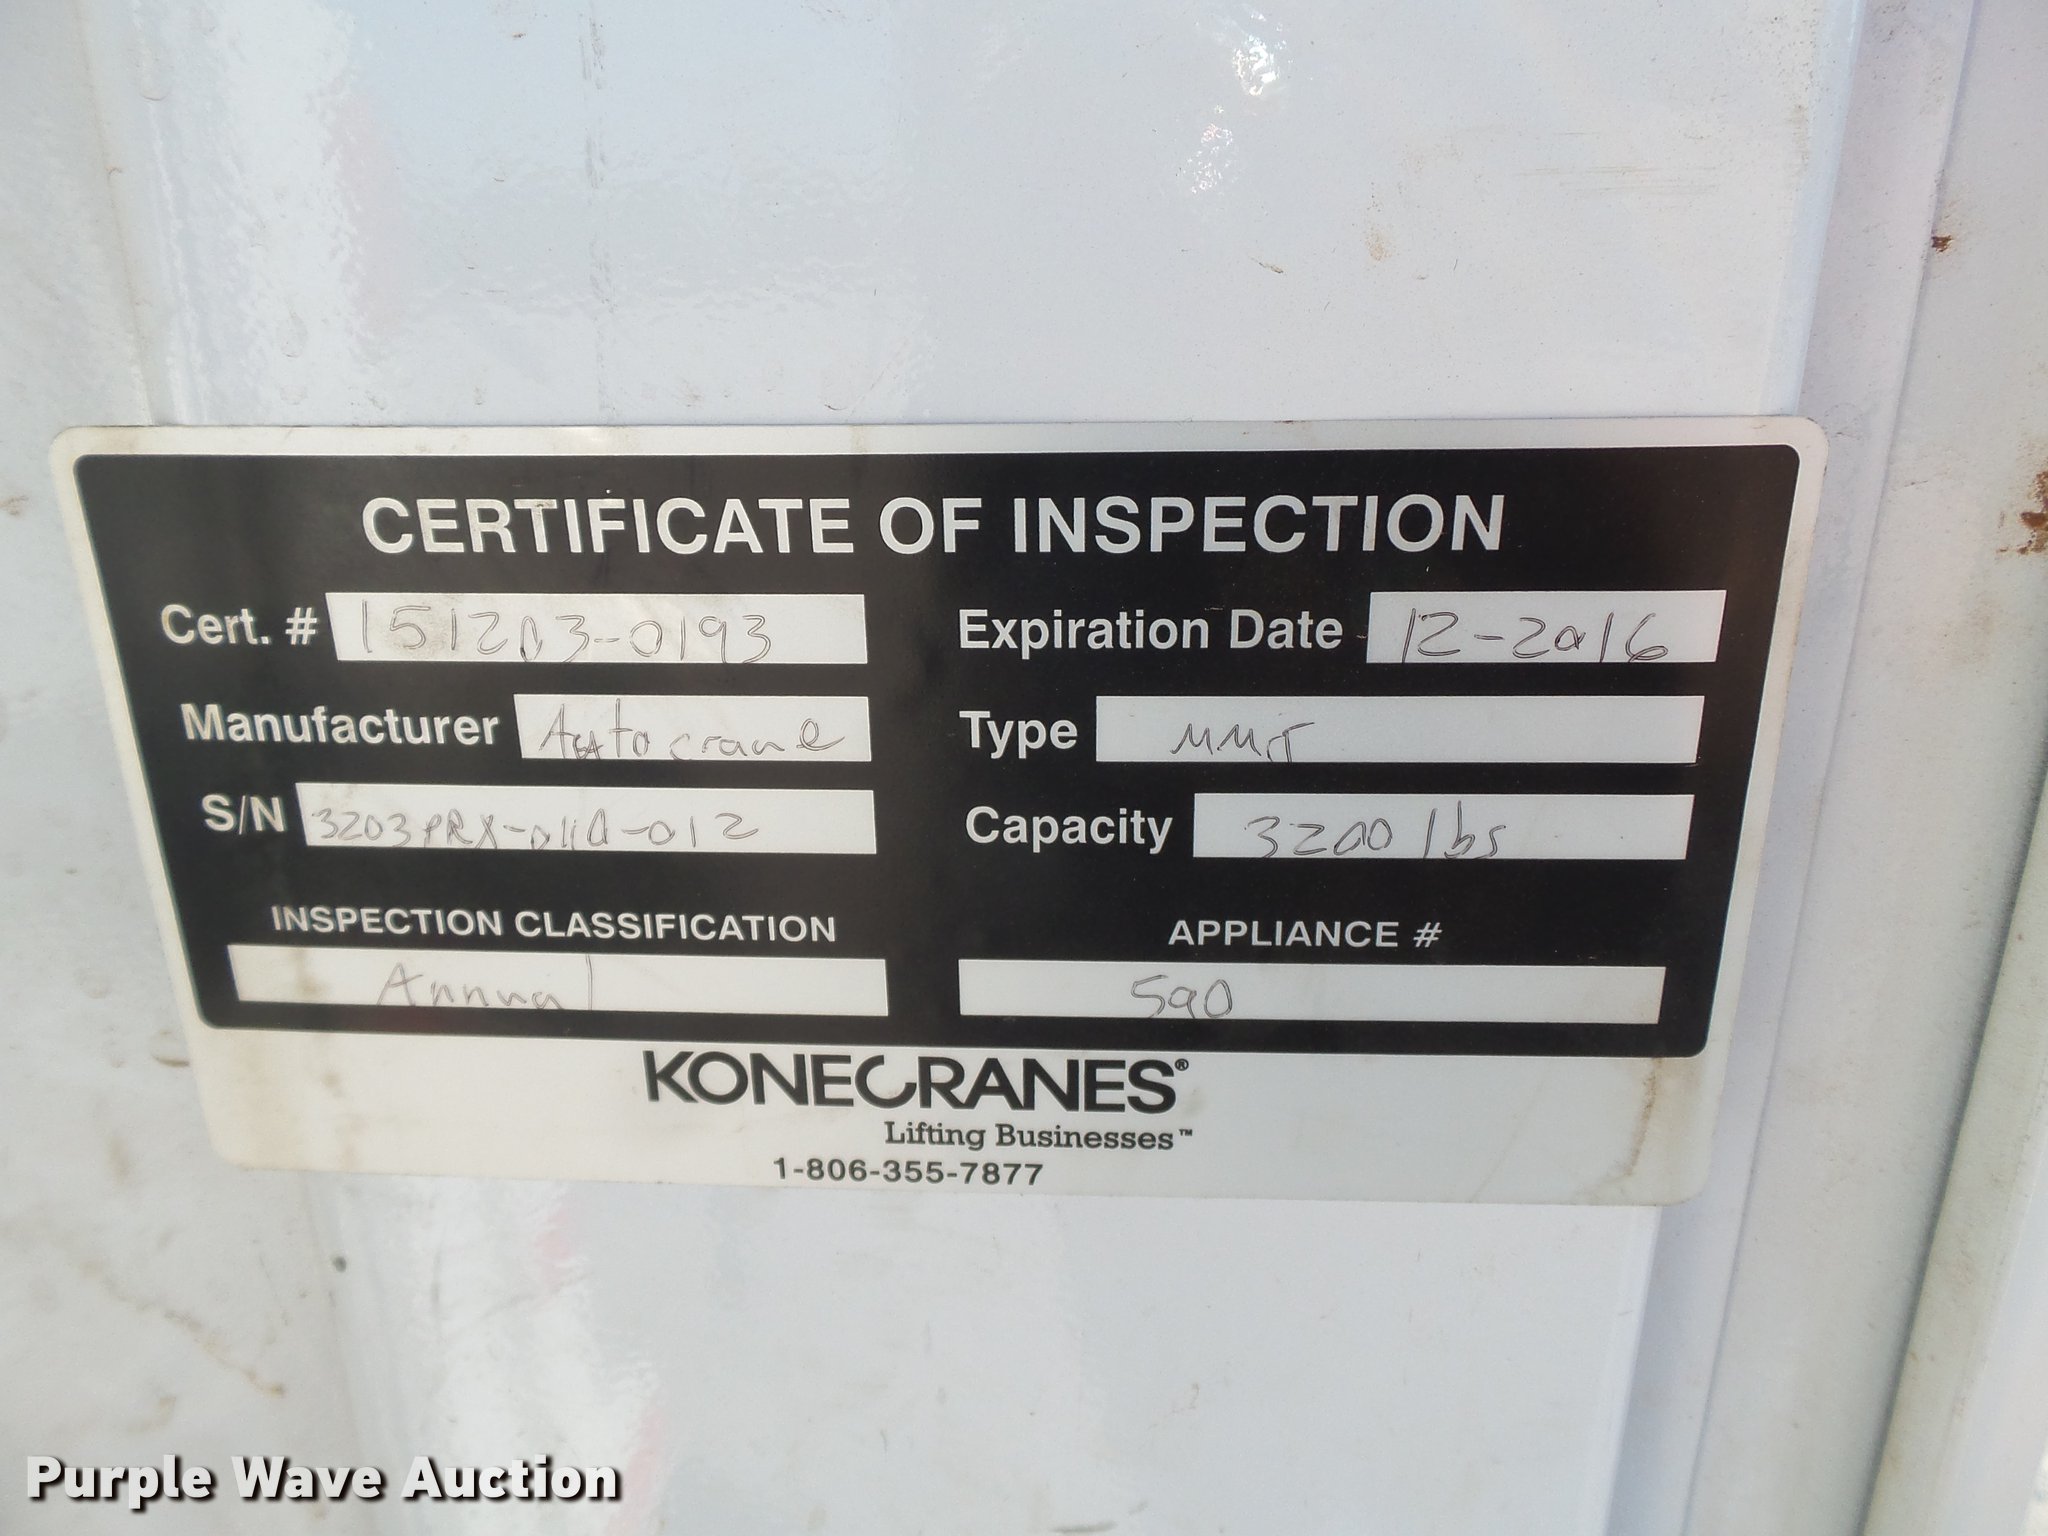 CERTIFICATE OF INSPECTION
Cert. # 151203-0193
Expiration Date 12-2016
Manufacturer Autocrane
Type
S/N
Capacity 3200 lbs
INSPECTION CLASSIFICATION
Annual
APPLIANCE #
590
KONECRANES®
Lifting Businesses™
1-806-355-7877
Purple Wave Auction